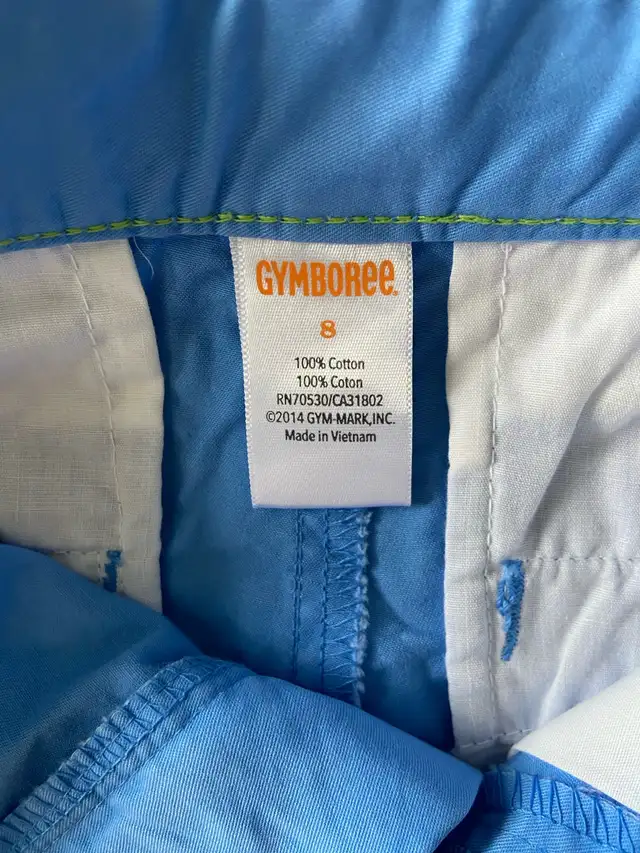 GYMBOREE.
8
100% Cotton
100% Coton
RN70530/CA31802
©2014 GYM-MARK,INC.
Made in Vietnam